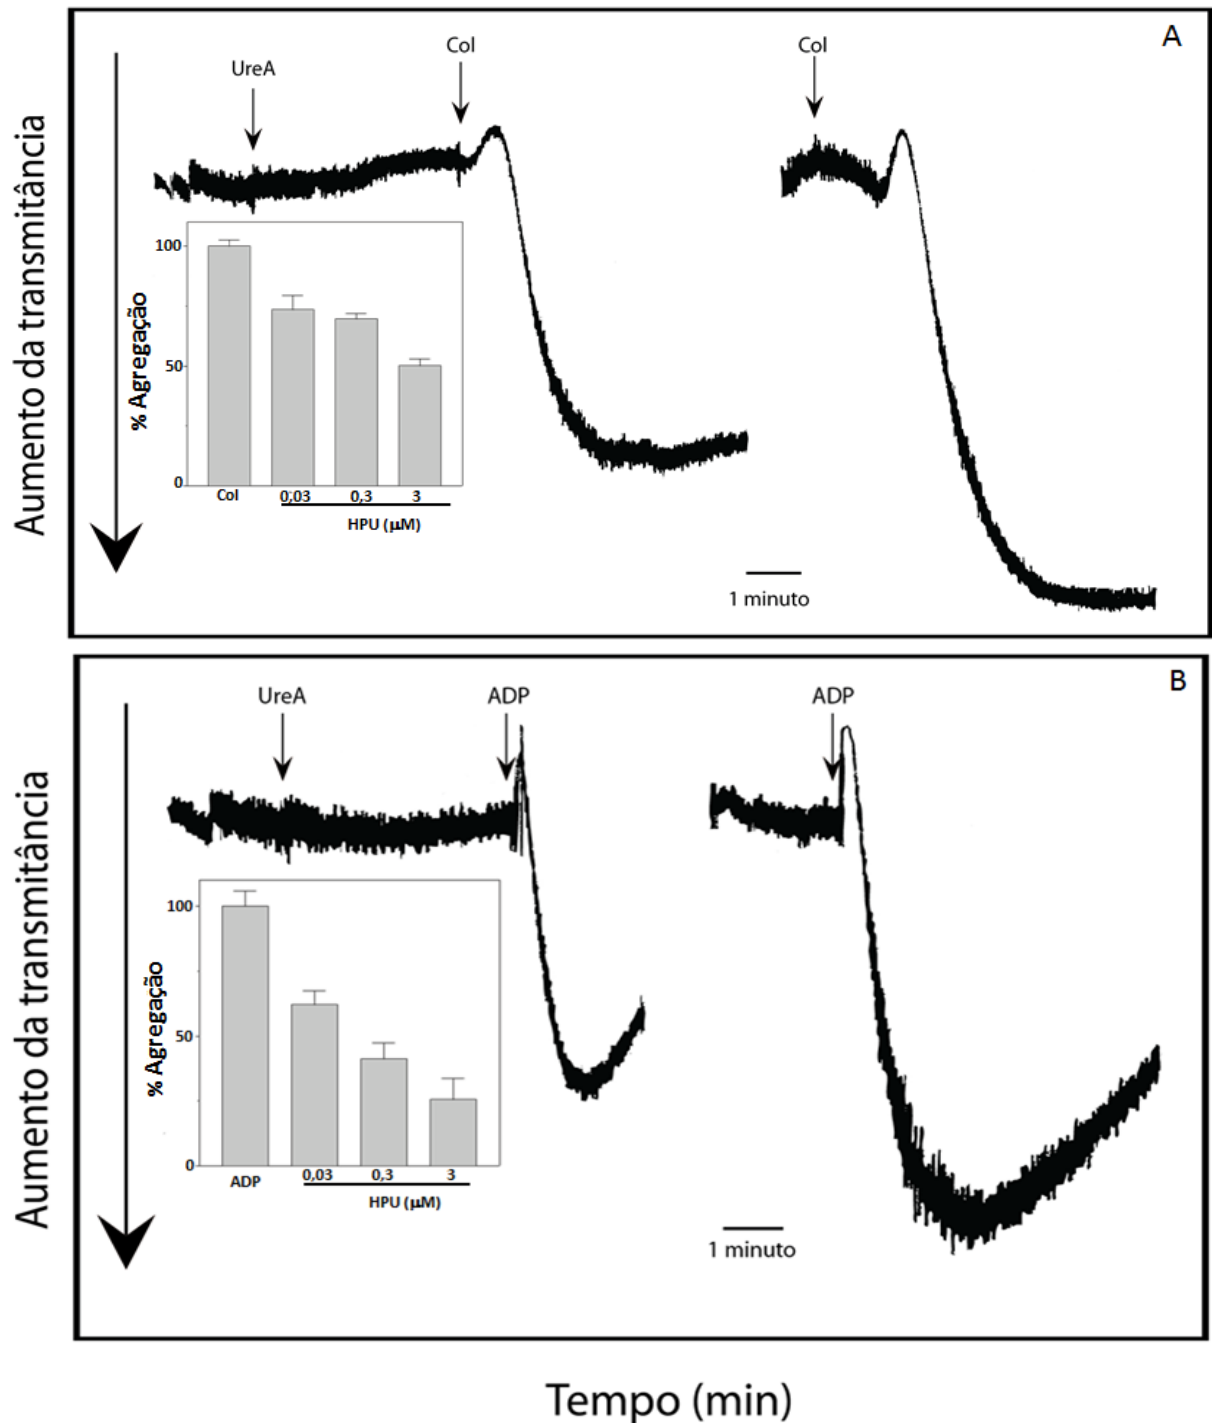 A
Aumento da transmitância
UreA
Col
Col
% Agregação
100
50
0
Col
0,03
0,3
3
HPU (µM)
1 minuto
B
Aumento da transmitância
UreA
ADP
ADP
% Agregação
100
50
0
ADP
0,03
0,3
3
HPU (µM)
1 minuto
Tempo (min)